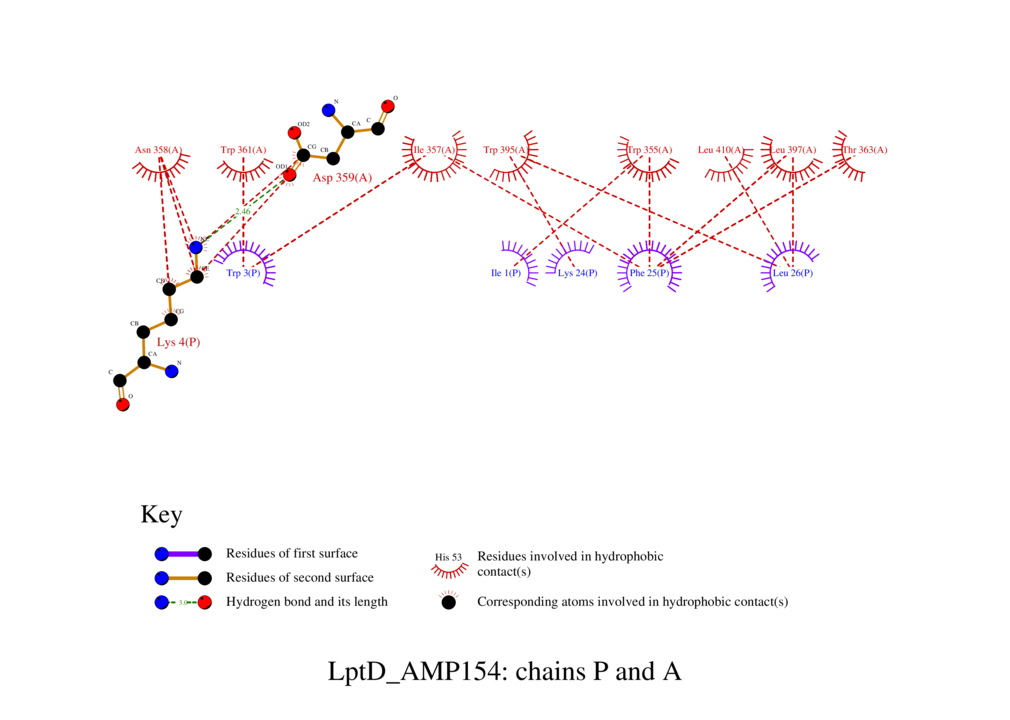 O
N
OD2
CA
C
CG
CB
Asn 358(A)
Trp 361(A)
Ile 357(A)
Trp 395(A)
Trp 355(A)
Leu 410(A)
Leu 397(A)
Thr 363(A)
OD1
Asp 359(A)
2.46
Trp 3(P)
Ile 1(P)
Lys 24(P)
Phe 25(P)
Leu 26(P)
CG
CB
Lys 4(P)
CA
N
C
O
Key
Residues of first surface
Residues of second surface
Hydrogen bond and its length
3.0
His 53
Residues involved in hydrophobic
contact(s)
Corresponding atoms involved in hydrophobic contact(s)
LptD_AMP154: chains P and A